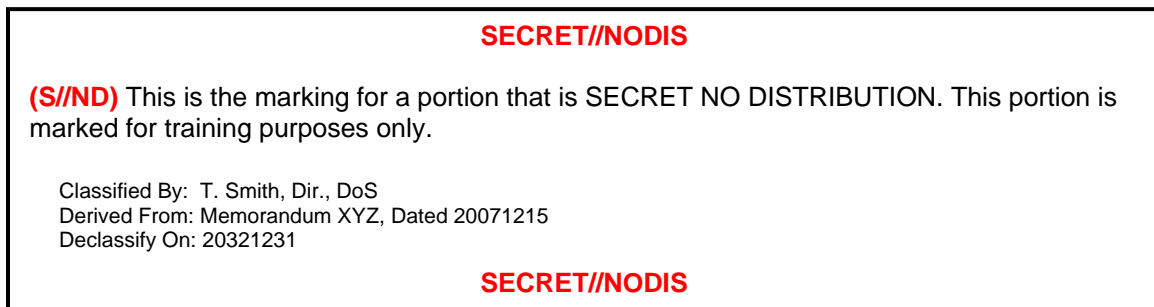 SECRET//NODIS
(S//ND) This is the marking for a portion that is SECRET NO DISTRIBUTION. This portion is
marked for training purposes only.
Classified By: T. Smith, Dir., DoS
Derived From: Memorandum XYZ, Dated 20071215
Declassify On: 20321231
SECRET//NODIS